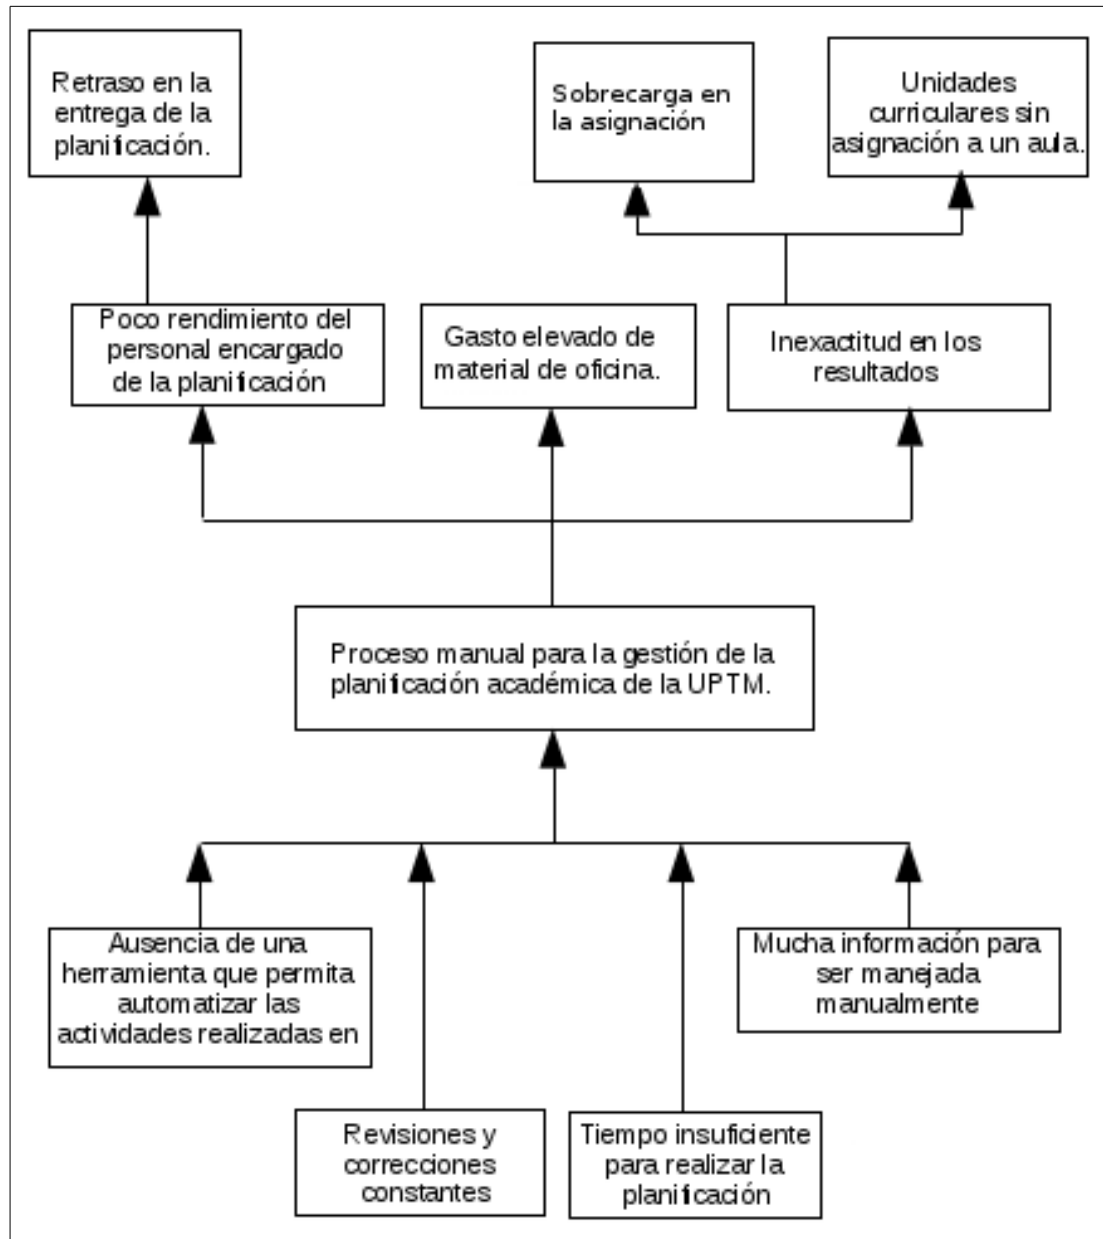 Retraso en la
entrega de la
planificación.
Sobrecarga en
la asignación
Unidades
curriculares sin
asignación a un aula.
Poco rendimiento del
personal encargado
de la planificación
Gasto elevado de
material de oficina.
Inexactitud en los
resultados
Proceso manual para la gestión de la
planificación académica de la UPTM.
Ausencia de una
herramienta que permita
automatizar las
actividades realizadas en
Mucha información para
ser manejada
manualmente
Revisiones y
correcciones
constantes
Tiempo insuficiente
para realizar la
planificación